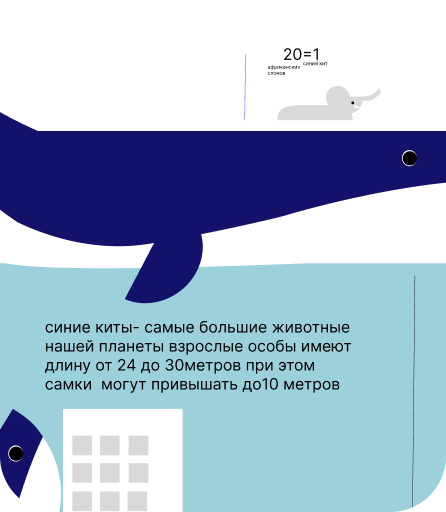 20=1
африканских слонов
синий кит
синие киты- самые большие животные
нашей планеты взрослые особы имеют
длину от 24 до 30метров при этом
самки  могут привышать до10 метров